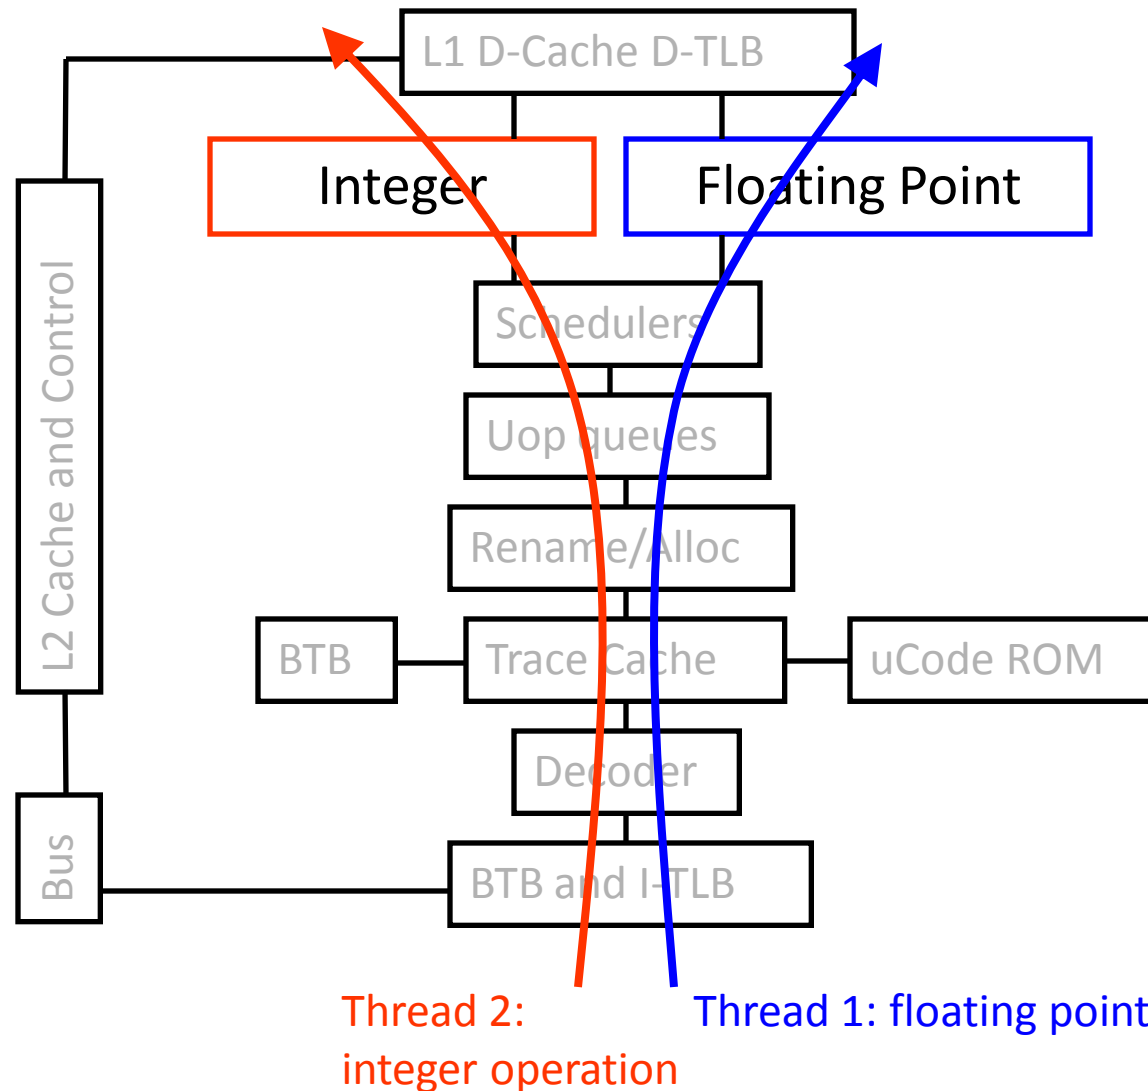 L1 D-Cache D-TLB
Integer
Floating Point
L2 Cache and Control
Schedulers
Uop queues
Rename/Alloc
BTB
Trace Cache
uCode ROM
Decoder
Bus
BTB and I-TLB
Thread 2:
integer operation
Thread 1: floating point